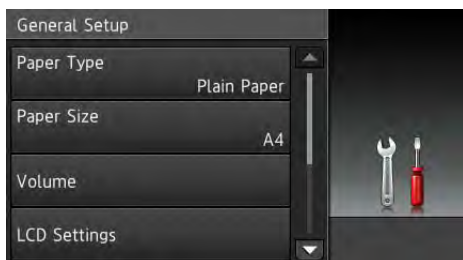 General Setup
Paper Type
Plain Paper
Paper Size
A4
Volume
LCD Settings